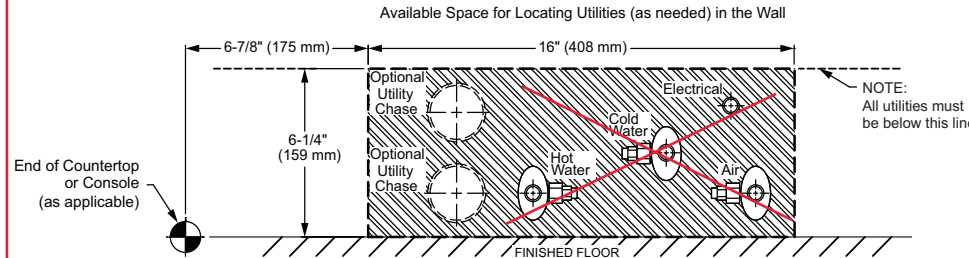 Available Space for Locating Utilities (as needed) in the Wall
6-7/8" (175 mm)
16" (408 mm)
Optional
Utility
Chase
Electrical
NOTE:
All utilities must
be below this line
Cold
Water
6-1/4"
(159 mm)
Optional
Utility
Chase
Hot
Water
Air
End of Countertop
or Console
(as applicable)
FINISHED FLOOR